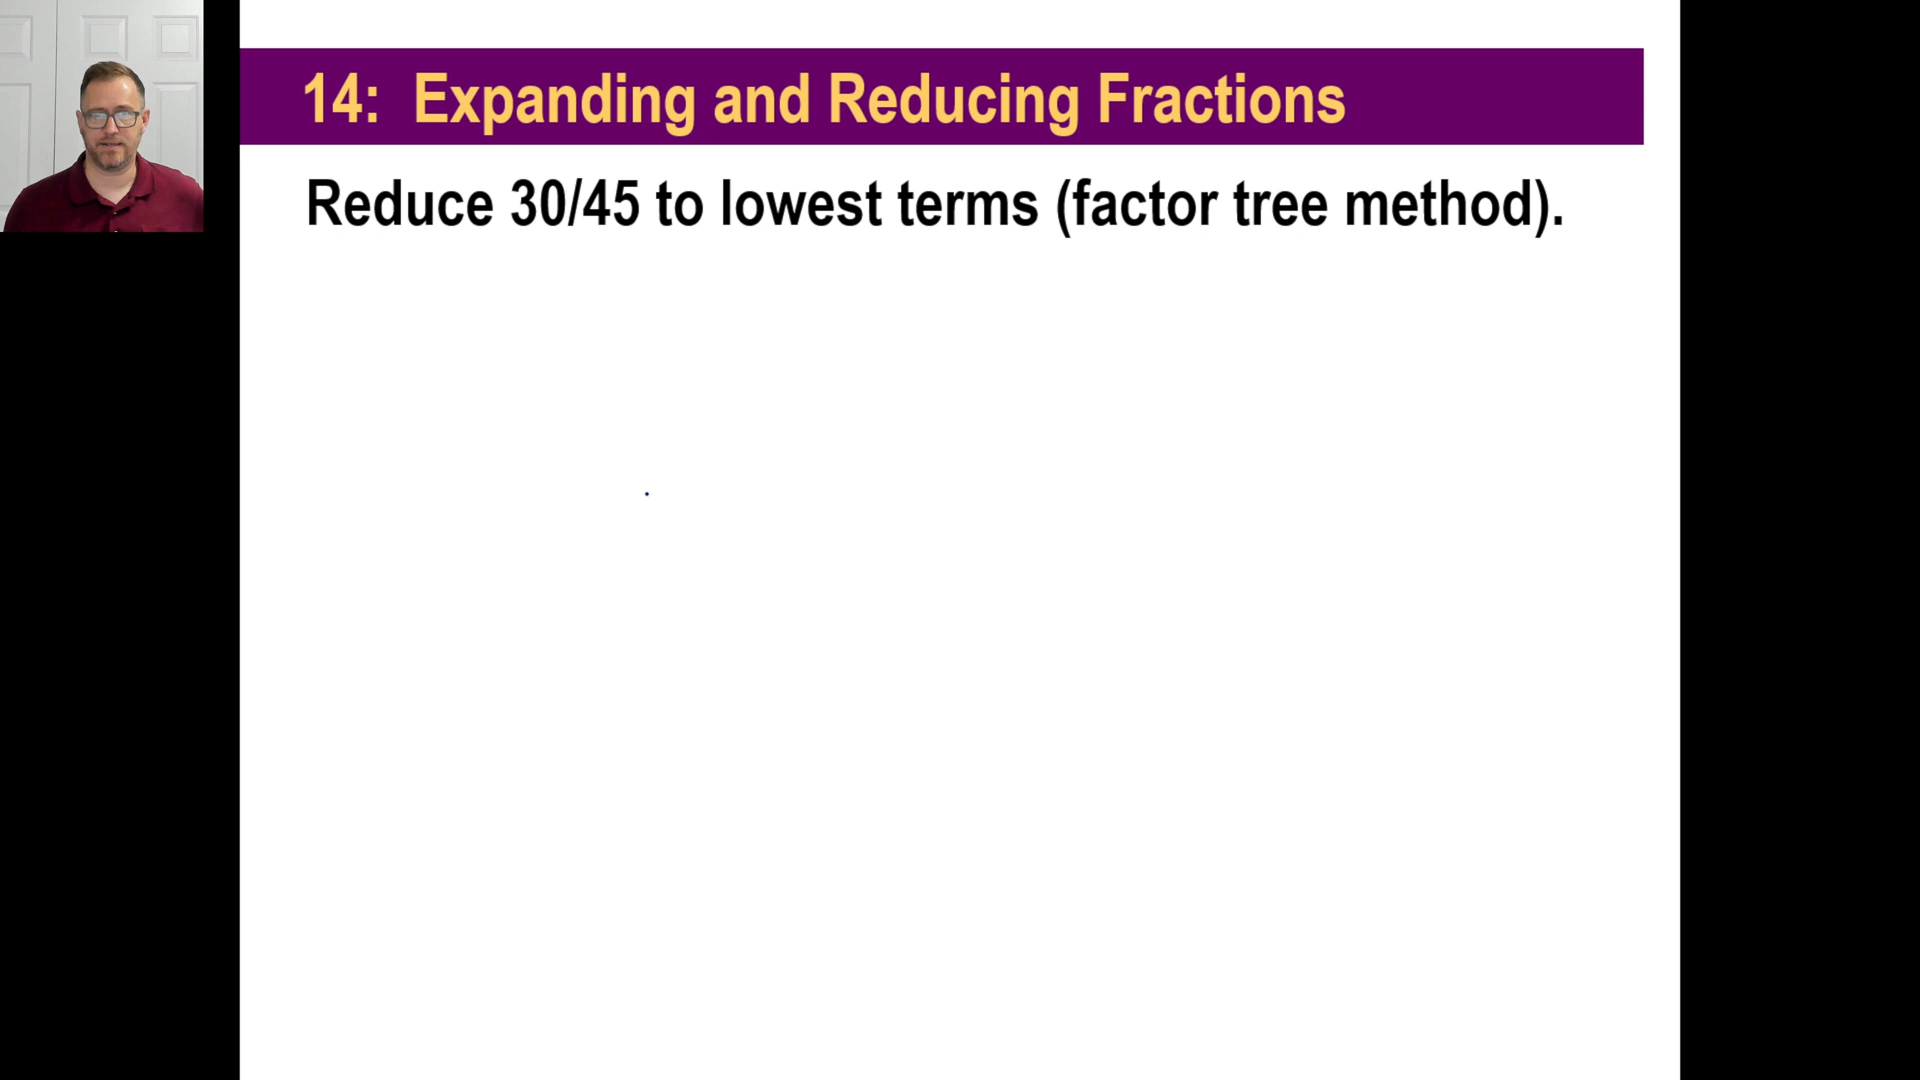 14: Expanding and Reducing Fractions
Reduce 30/45 to lowest terms (factor tree method).